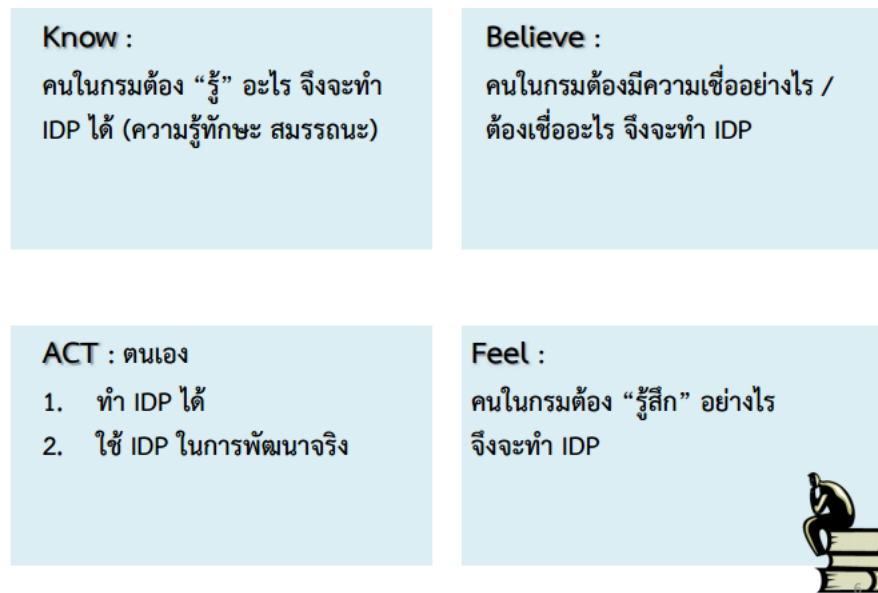 Know :
คนในกรมต้อง “รู้” อะไร จึงจะทำ
IDP ได้ (ความรู้ทักษะ สมรรถนะ)
Believe :
คนในกรมต้องมีความเชื่ออย่างไร /
ต้องเชื่ออะไร จึงจะทำ IDP
ACT : ตนเอง
1. ทำ IDP ได้
2. ใช้ IDP ในการพัฒนาจริง
Feel :
คนในกรมต้อง “รู้สึก” อย่างไร
จึงจะทำ IDP
6